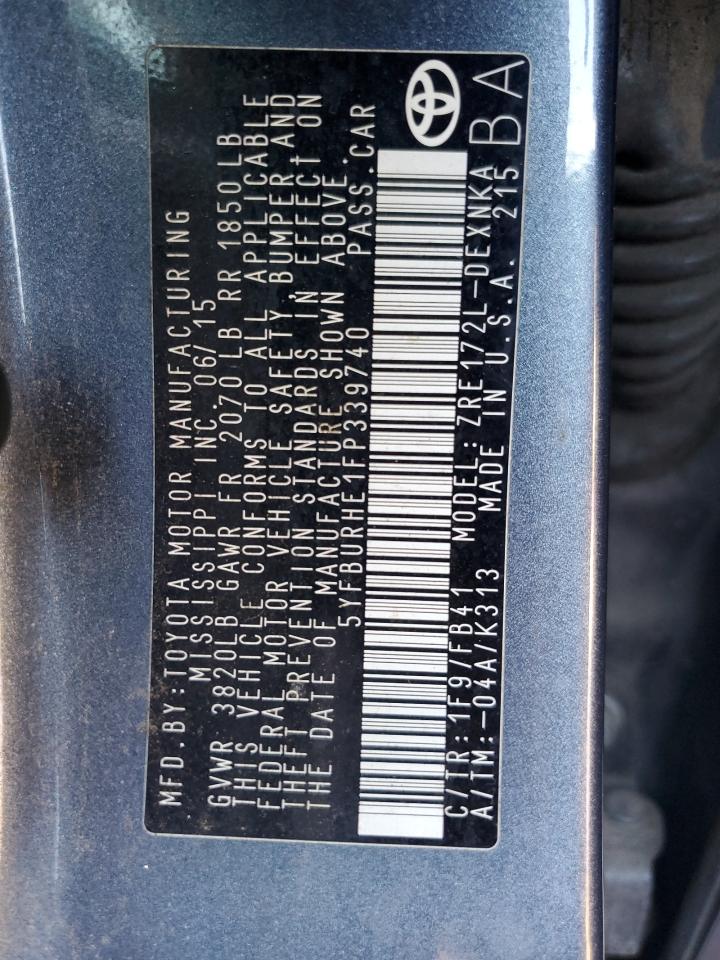 MFD.BY:TOYOTA MOTOR MANUFACTURING
MISSISSIPPI INC. 06/15
GVWR 3820LB GAWR FR 2070LB RR 1850LB
THIS VEHICLE CONFORMS TO ALL APPLICABLE
FEDERAL MOTOR VEHICLE SAFETY, BUMPER AND
THEFT PREVENTION STANDARDS IN EFFECT ON
THE DATE OF MANUFACTURE SHOWN ABOVE.
5YFBURHE1FP339740 PASS.CAR
C/TR:1F9/FB41 MODEL:ZRE172L-DEXNKA
A/TM:-04A/K313 MADE IN U.S.A. 215
BA